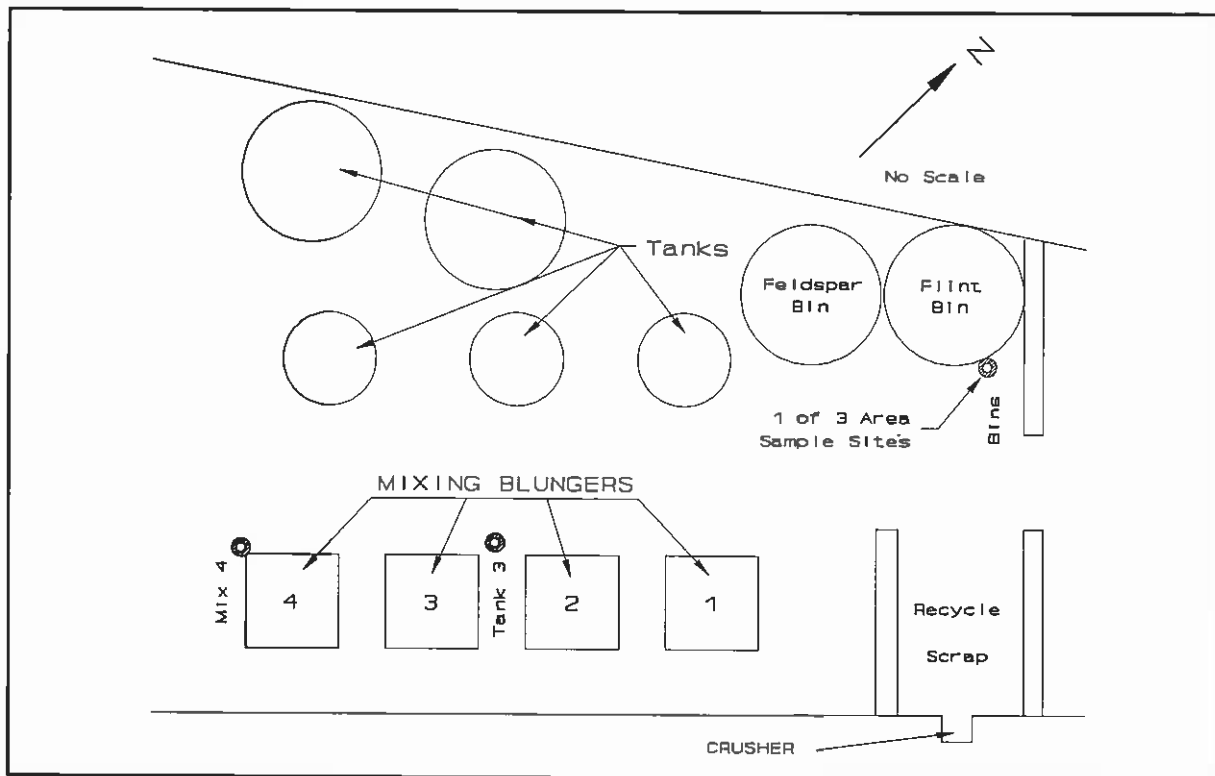 N
No Scale
Tanks
Feldspar
Bin
Flint
Bin
1 of 3 Area
Sample Sites
Bins
MIXING BLUNGERS
Mix 4
4
3
Tank 3
2
1
Recycle
Scrap
CRUSHER